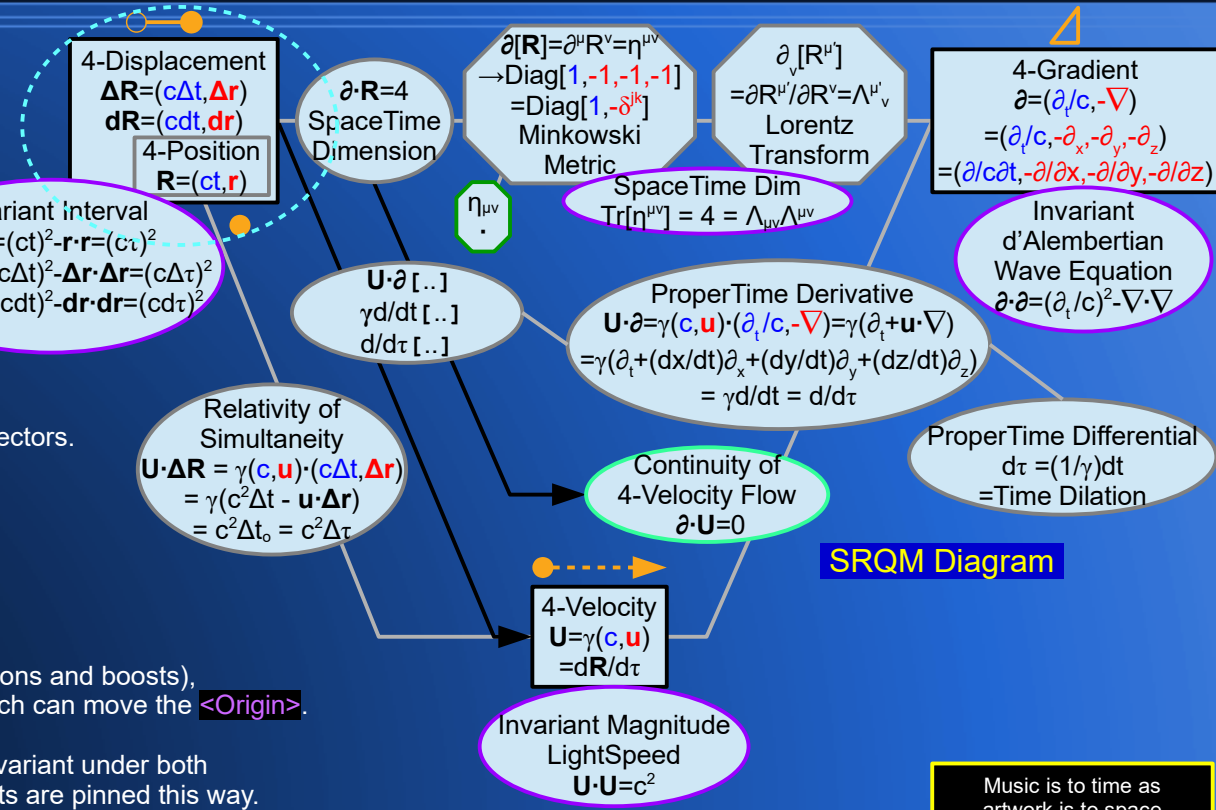 4-Displacement
ΔR=(cΔt,Δr)
dR=(cdt,dr)
4-Position
R=(ct,r)
∂·R=4
SpaceTime
Dimension
∂[R]=∂^μR^ν=η^μν
→Diag[1,-1,-1,-1]
=Diag[1,-δ^jk]
Minkowski
Metric
∂_ν[R^μ']
=∂R^μ'/∂R^ν=Λ^μ'_ν
Lorentz
Transform
4-Gradient
∂=(∂_t/c,-∇)
=(∂_t/c,-∂_x,-∂_y,-∂_z)
=(∂/c∂t,-∂/∂x,-∂/∂y,-∂/∂z)
ariant Interval
=(ct)²-r·r=(cτ)²
cΔt)²-Δr·Δr=(cΔτ)²
cdt)²-dr·dr=(cdτ)²
η_μν
SpaceTime Dim
Tr[η^μν] = 4 = Λ_μνΛ^μν
Invariant
d'Alembertian
Wave Equation
∂·∂=(∂_t/c)²-∇·∇
U·∂[..]
γd/dt[..]
d/dτ[..]
ProperTime Derivative
U·∂=γ(c,u)·(∂_t/c,-∇)=γ(∂_t+u·∇)
=γ(∂_t+(dx/dt)∂_x+(dy/dt)∂_y+(dz/dt)∂_z)
= γd/dt = d/dτ
ectors.
Relativity of
Simultaneity
U·ΔR = γ(c,u)·(cΔt,Δr)
= γ(c²Δt - u·Δr)
= c²Δt_o = c²Δτ
Continuity of
4-Velocity Flow
∂·U=0
ProperTime Differential
dτ =(1/γ)dt
=Time Dilation
SRQM Diagram
4-Velocity
U=γ(c,u)
=dR/dτ
ons and boosts),
ch can move the <Origin>.
Invariant Magnitude
LightSpeed
U·U=c²
variant under both
ts are pinned this way.
Music is to time as
artwork is to space